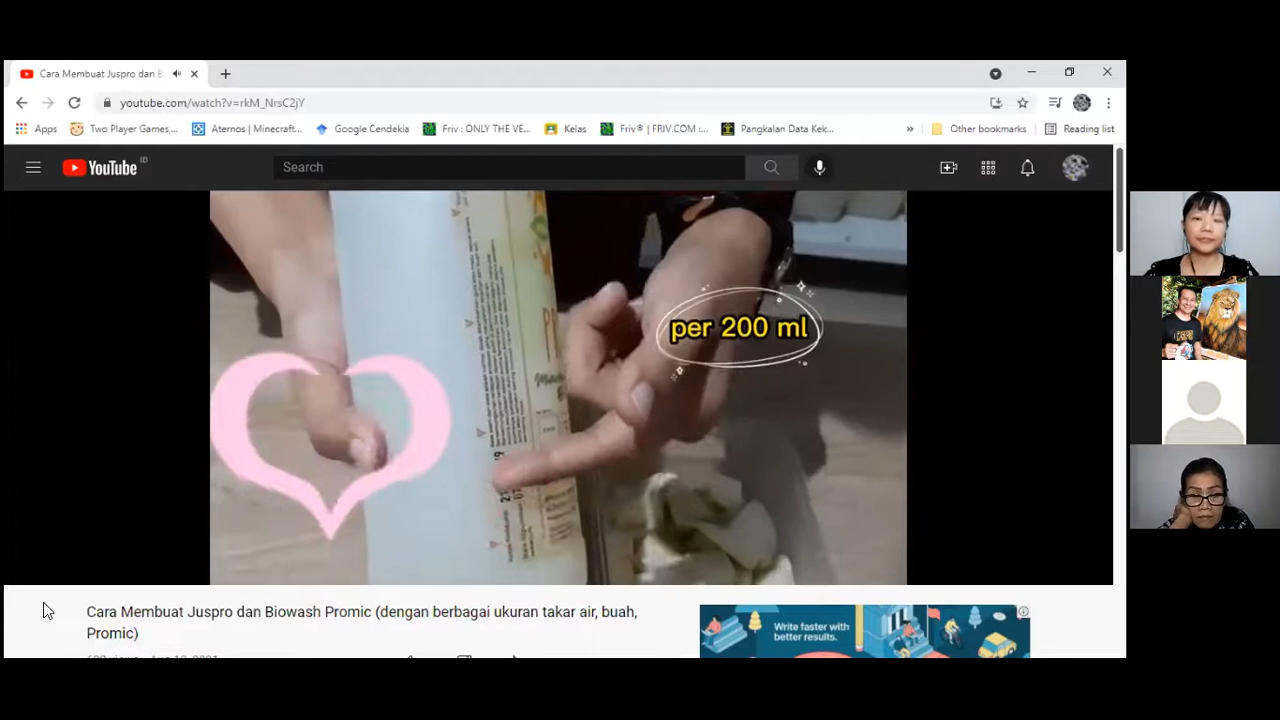 Cara Membuat Juspro dan B
youtube.com/watch?v=rkM_NrsC2jY
Apps
Two Player Games,...
Aternos | Minecraft...
Google Cendekia
Friv : ONLY THE VE...
Kelas
Friv® | FRIV.COM :...
Pangkalan Data Kek...
»
Other bookmarks
Reading list
YouTube ID
Search
per 200 ml
Cara Membuat Juspro dan Biowash Promic (dengan berbagai ukuran takar air, buah,
Promic)
Write faster with
better results.